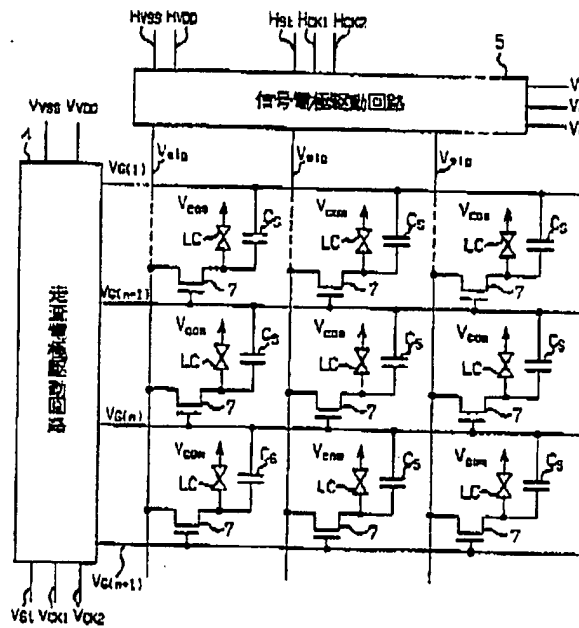 HVSS HVDD HSt HCK1 HCK2
5
信号電極駆動回路
VVSS VVDD
1
Vsig Vsig Vsig
VG(1)
VCOM CS VCOM CS VCOM CS
LC LC LC
7 7 7
VG(n-1)
VCOM CS VCOM CS VCOM CS
LC LC LC
7 7 7
VG(n)
VCOM CS VCOM CS VCOM CS
LC LC LC
7 7 7
VG(n+1)
VSt VCK1 VCK2